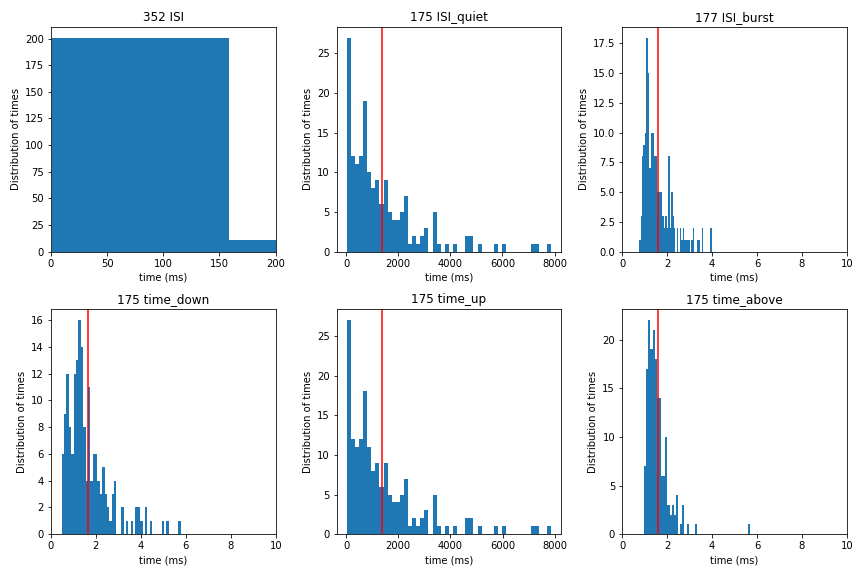 352 ISI
175 ISI_quiet
177 ISI_burst
Distribution of times
200
175
150
125
100
75
50
25
0
0 50 100 150 200
time (ms)
Distribution of times
25
20
15
10
5
0
0 2000 4000 6000 8000
time (ms)
Distribution of times
17.5
15.0
12.5
10.0
7.5
5.0
2.5
0.0
0 2 4 6 8 10
time (ms)
175 time_down
175 time_up
175 time_above
Distribution of times
16
14
12
10
8
6
4
2
0
0 2 4 6 8 10
time (ms)
Distribution of times
25
20
15
10
5
0
0 2000 4000 6000 8000
time (ms)
Distribution of times
20
15
10
5
0
0 2 4 6 8 10
time (ms)